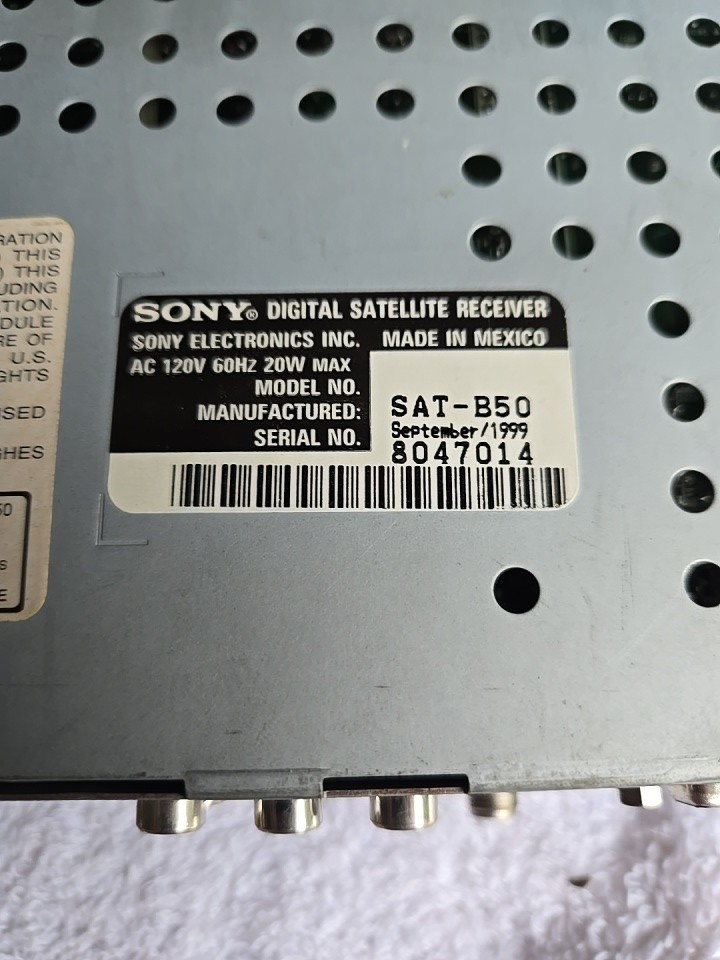 RATION
THIS
) THIS
UDING
TION.
DULE
RE OF
U.S.
GHTS
SED
GHES
50
S
E
SONY® DIGITAL SATELLITE RECEIVER
SONY ELECTRONICS INC. MADE IN MEXICO
AC 120V 60Hz 20W MAX
MODEL NO. SAT-B50
MANUFACTURED: September/1999
SERIAL NO. 8047014